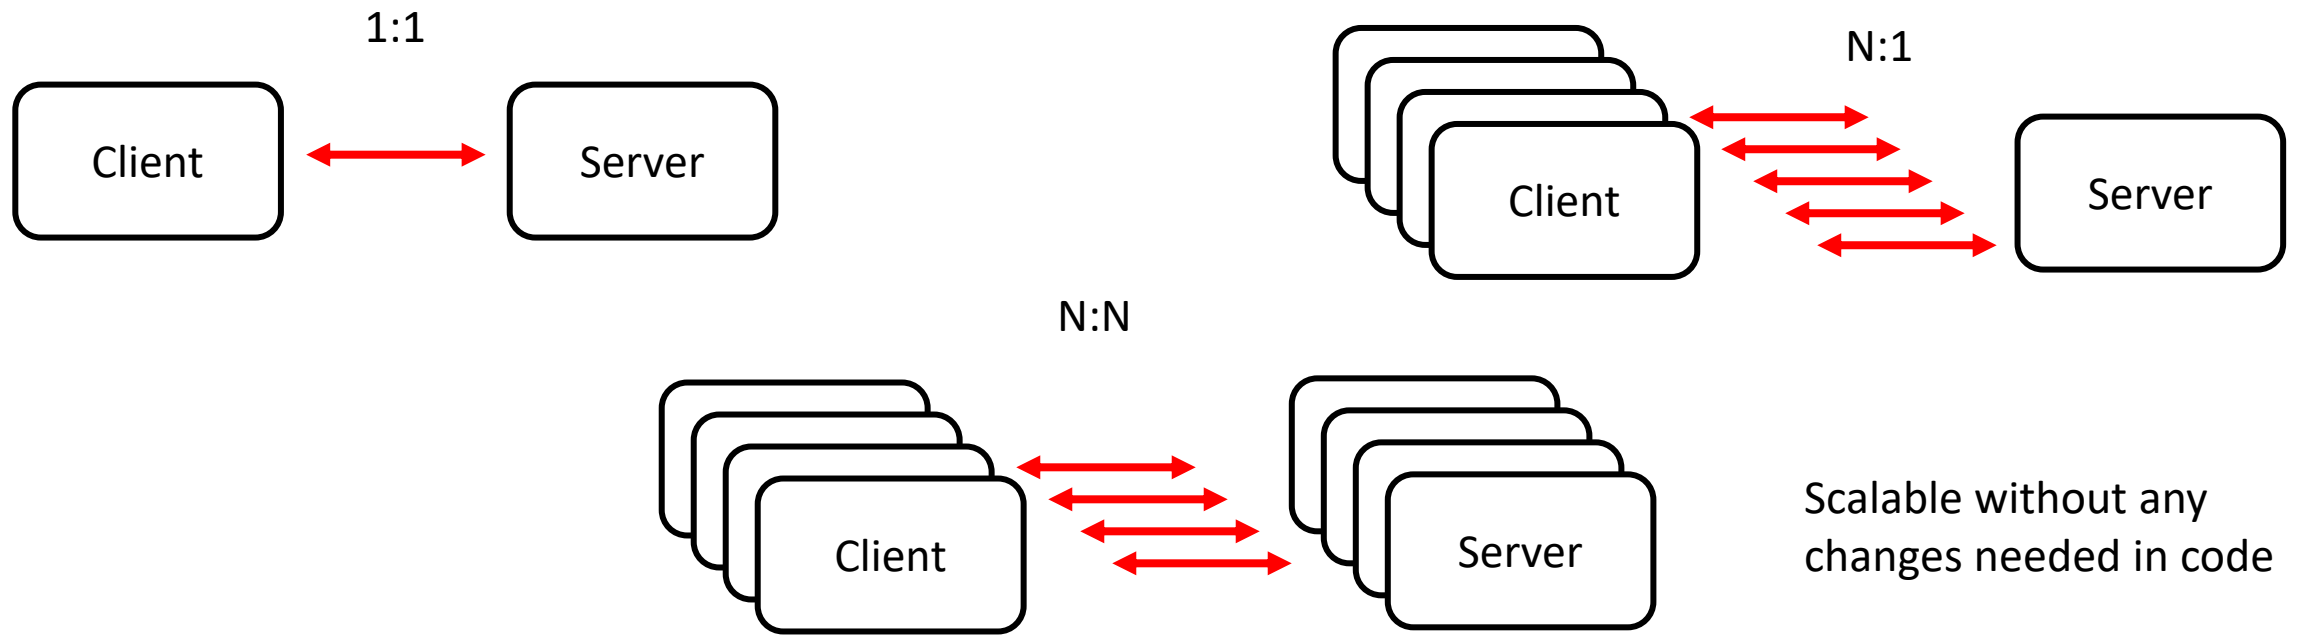 1:1
Client
Server
N:1
Client
Server
N:N
Client
Server
Scalable without any
changes needed in code